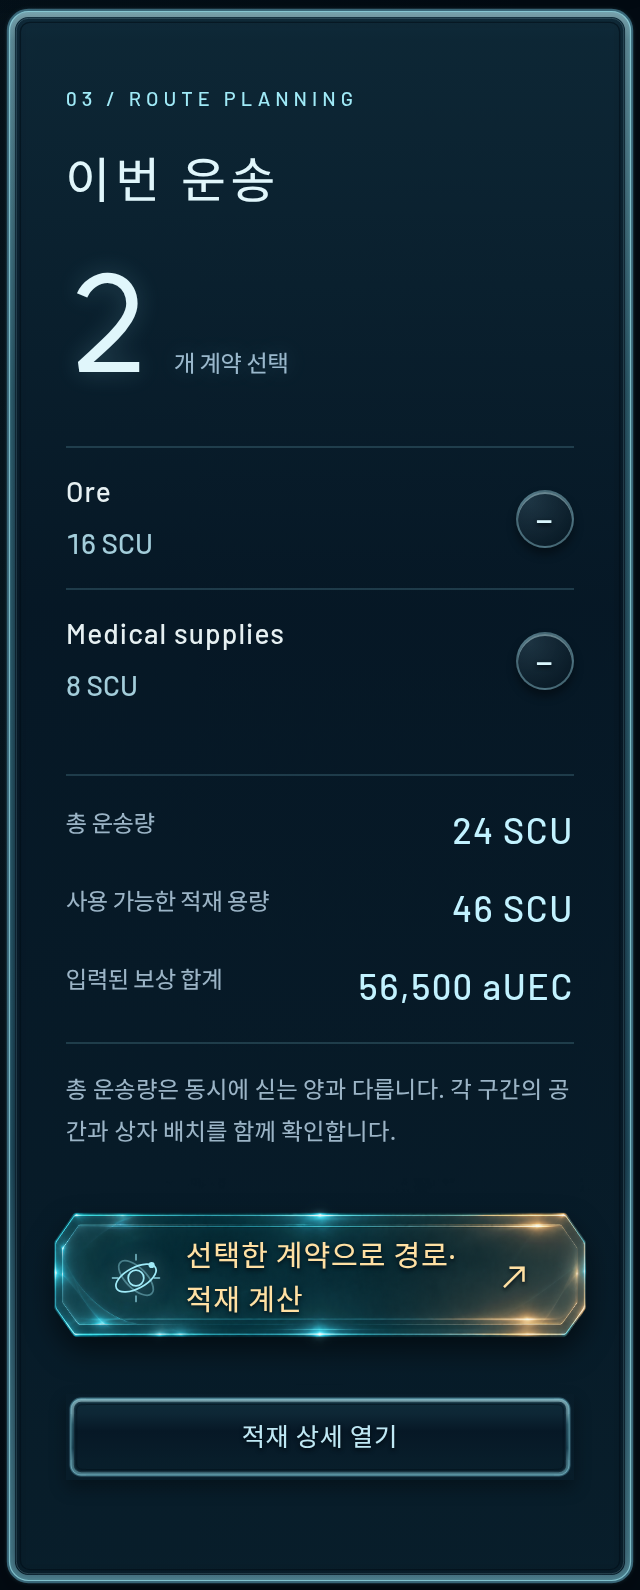 03 / ROUTE PLANNING
이번 운송
2 개 계약 선택
Ore
16 SCU
–
Medical supplies
8 SCU
–
총 운송량 24 SCU
사용 가능한 적재 용량 46 SCU
입력된 보상 합계 56,500 aUEC
총 운송량은 동시에 싣는 양과 다릅니다. 각 구간의 공
간과 상자 배치를 함께 확인합니다.
선택한 계약으로 경로·
적재 계산 ↗
적재 상세 열기